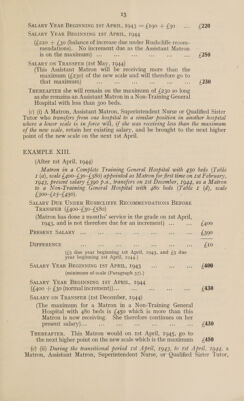 13
SALARY YEAR BEGINNING 1ST APRIL, 1943 — £190 + £30 ... £220
SALARY YEAR BEGINNING 1ST APRIL, 1944
(£220 + £30 (balance of increase due under Rushcliffe recom-
mendations). No increment due as the Assistant Matron
is on the maximum) ... ... ... ... ... £250
SALARY ON TRANSFER (1st May, 1944)
(This Assistant Matron will be receiving more than the
maximum (£230) of the new scale and will therefore go to
that maximum) ... ... ... ... ... £230
THEREAFTER she will remain on the maximum of £230 so long
as she remains an Assistant Matron in a Non-Training General
Hospital with less than 300 beds.
(c) (i) A Matron, Assistant Matron, Superintendent Nurse or Qualified Sister
Tutor who transfers from one hospital to a similar position in another hospital
where a lower scale is in force will, if she was receiving less than the maximum
of the new scale, retain her existing salary, and be brought to the next higher
point of the new scale on the next 1st April.
EXAMPLE XIII.
(After 1st April, 1944)
Matron in a Complete Training General Hospital with 450 beds (Table
1 (a), scale £400–£30–£580) appointed as Matron for first time on 1st February,
1943, present salary £390 p.a., transfers on 1st December, 1944, as a Matron
to a Non-Training General Hospital with 460 beds (Table 1 (d), scale
£300–£25–£450).
SALARY DUE UNDER RUSHCLIFFE RECOMMENDATIONS BEFORE
TRANSFER (£400–£30–£580)
(Matron has done 2 months' service in the grade on 1st April,
1943, and is not therefore due for an increment) ... £400
PRESENT SALARY ... ... ... ... ... £390
DIFFERENCE ... ... ... ... ... £10
(£5 due year beginning 1st April, 1943, and £5 due
year beginning 1st April, 1944.)
SALARY YEAR BEGINNING 1ST APRIL, 1943 ... ... £400
(minimum of scale (Paragraph 57).)
SALARY YEAR BEGINNING 1ST APRIL, 1944
(£400 + £30 (normal increment)) ... ... ... £430
SALARY ON TRANSFER (1st December, 1944)
(The maximum for a Matron in a Non-Training General
Hospital with 460 beds is £450 which is more than this
Matron is now receiving. She therefore continues on her
present salary) ... ... ... ... ... £430
THEREAFTER. This Matron would on 1st April, 1945, go to
the next higher point on the new scale which is the maximum £450
(c) (ii) During the transitional period 1st April, 1943, to 1st April, 1944, a
Matron, Assistant Matron, Superintendent Nurse, or Qualified Sister Tutor,